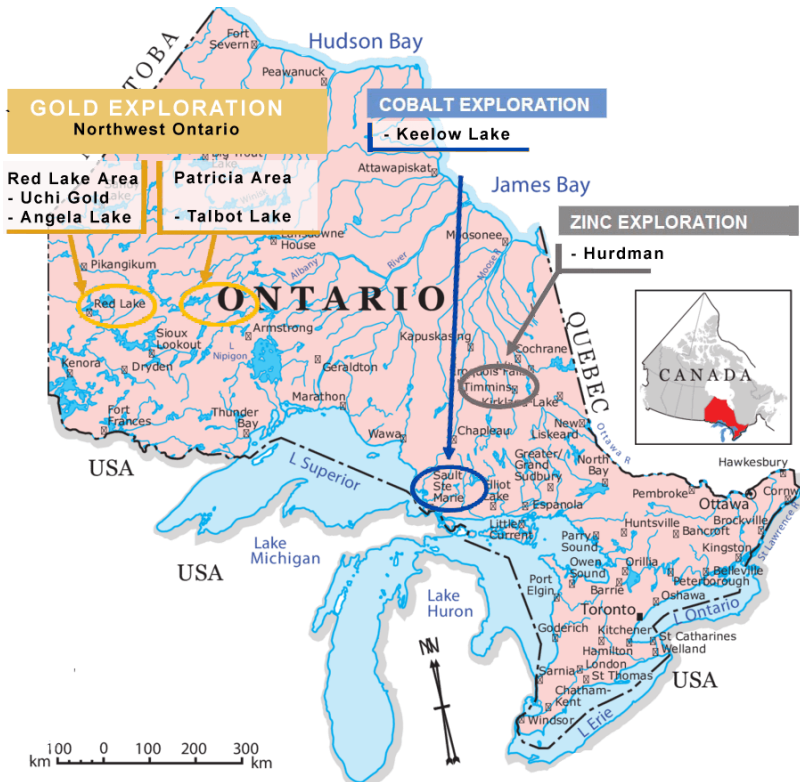 Fort
Severn
Hudson Bay
Peawanuck
TOBA
GOLD EXPLORATION
Northwest Ontario
COBALT EXPLORATION
- Keelow Lake
Red Lake Area
- Uchi Gold
- Angela Lake
Patricia Area
- Talbot Lake
Attawapiskat
James Bay
ZINC EXPLORATION
- Hurdman
House
Moosonee
Albany
River
Moose R
Pikangikum
Red Lake
ONTARIO
QUEBEC
Sioux
Lookout
L
Nipigon
Armstrong
Kapuskasing
Cochrane
Kenora
Dryden
Geraldton
Timmins
Kirkland Lake
CANADA
Fort
Frances
Thunder
Bay
Marathon
Wawa
Chapleau
New
Liskeard
Ottawa R
USA
L Superior
Greater/
Grand
Sudbury
North
Bay
Hawkesbury
Sault
Ste
Marie
Elliot
Lake
Espanola
Pembroke
Ottawa
Cornw
Little
Current
Huntsville
Bancroft
Brockville
St Lawrence R
Lake
Michigan
USA
Parry
Sound
Kingston
Owen
Sound
Orillia
Belleville
Port
Elgin
Barrie
Peterborough
Lake
Huron
Oshawa
Toronto
L Ontario
Goderich
Kitchener
St Catharines
Hamilton
Welland
NN
Sarnia
London
St Thomas
USA
Chatham-
Kent
Windsor
L Erie
100 0 100 200 300
km km